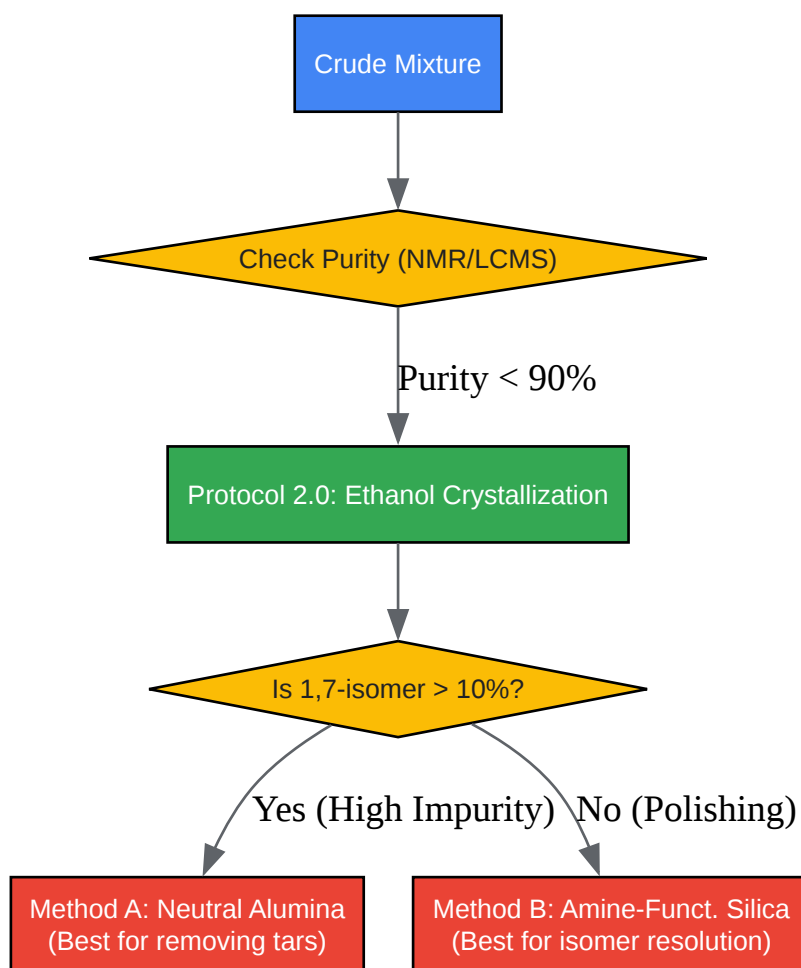 Crude Mixture
Check Purity (NMR/LCMS)
Purity < 90%
Protocol 2.0: Ethanol Crystallization
Is 1,7-isomer > 10%?
Yes (High Impurity)
No (Polishing)
Method A: Neutral Alumina
(Best for removing tars)
Method B: Amine-Funct. Silica
(Best for isomer resolution)